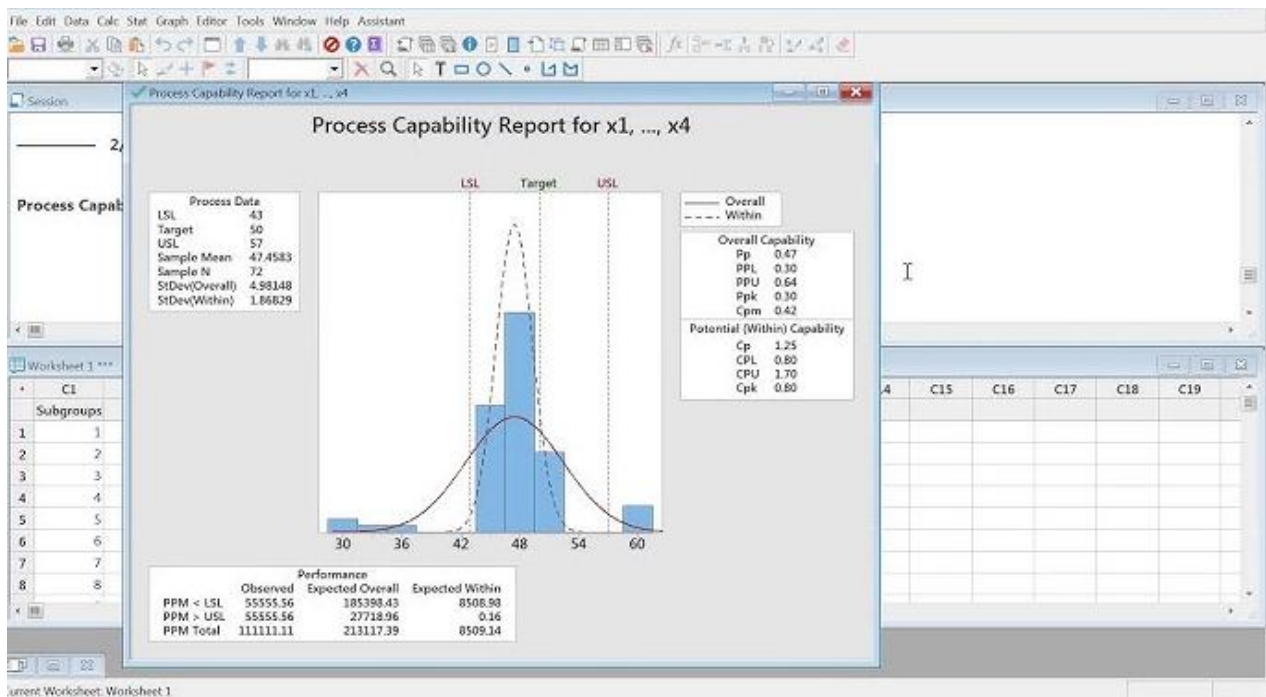 File Edit Data Calc Stat Graph Editor Tools Window Help Assistant
Session
Process Capability Report for x1, ..., x4
2/
Process Capab
Process Capability Report for x1, ..., x4
LSL Target USL
Process Data
LSL 43
Target 50
USL 57
Sample Mean 47.4583
Sample N 72
StDev(Overall) 4.98148
StDev(Within) 1.86829
Overall
Within
Overall Capability
Pp 0.47
PPL 0.30
PPU 0.64
Ppk 0.30
Cpm 0.42
Potential (Within) Capability
Cp 1.25
CPL 0.80
CPU 1.70
Cpk 0.80
30 36 42 48 54 60
Performance
Observed Expected Overall Expected Within
PPM < LSL 55555.56 185398.43 8508.98
PPM > USL 55555.56 27718.96 0.16
PPM Total 111111.11 213117.39 8509.14
Worksheet 1 ***
C1 4 C15 C16 C17 C18 C19
Subgroups
1 1
2 2
3 3
4 4
5 5
6 6
7 7
8 8
urrent Worksheet: Worksheet 1